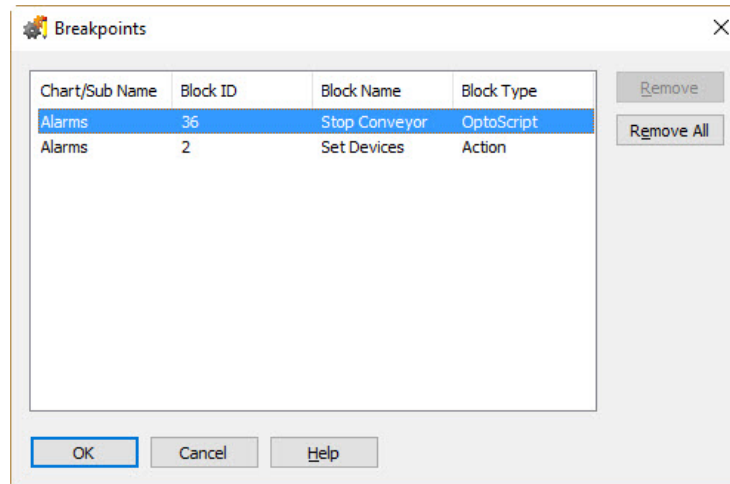 Breakpoints
Chart/Sub Name Block ID Block Name Block Type
Alarms 36 Stop Conveyor OptoScript
Alarms 2 Set Devices Action
Remove
Remove All
OK Cancel Help